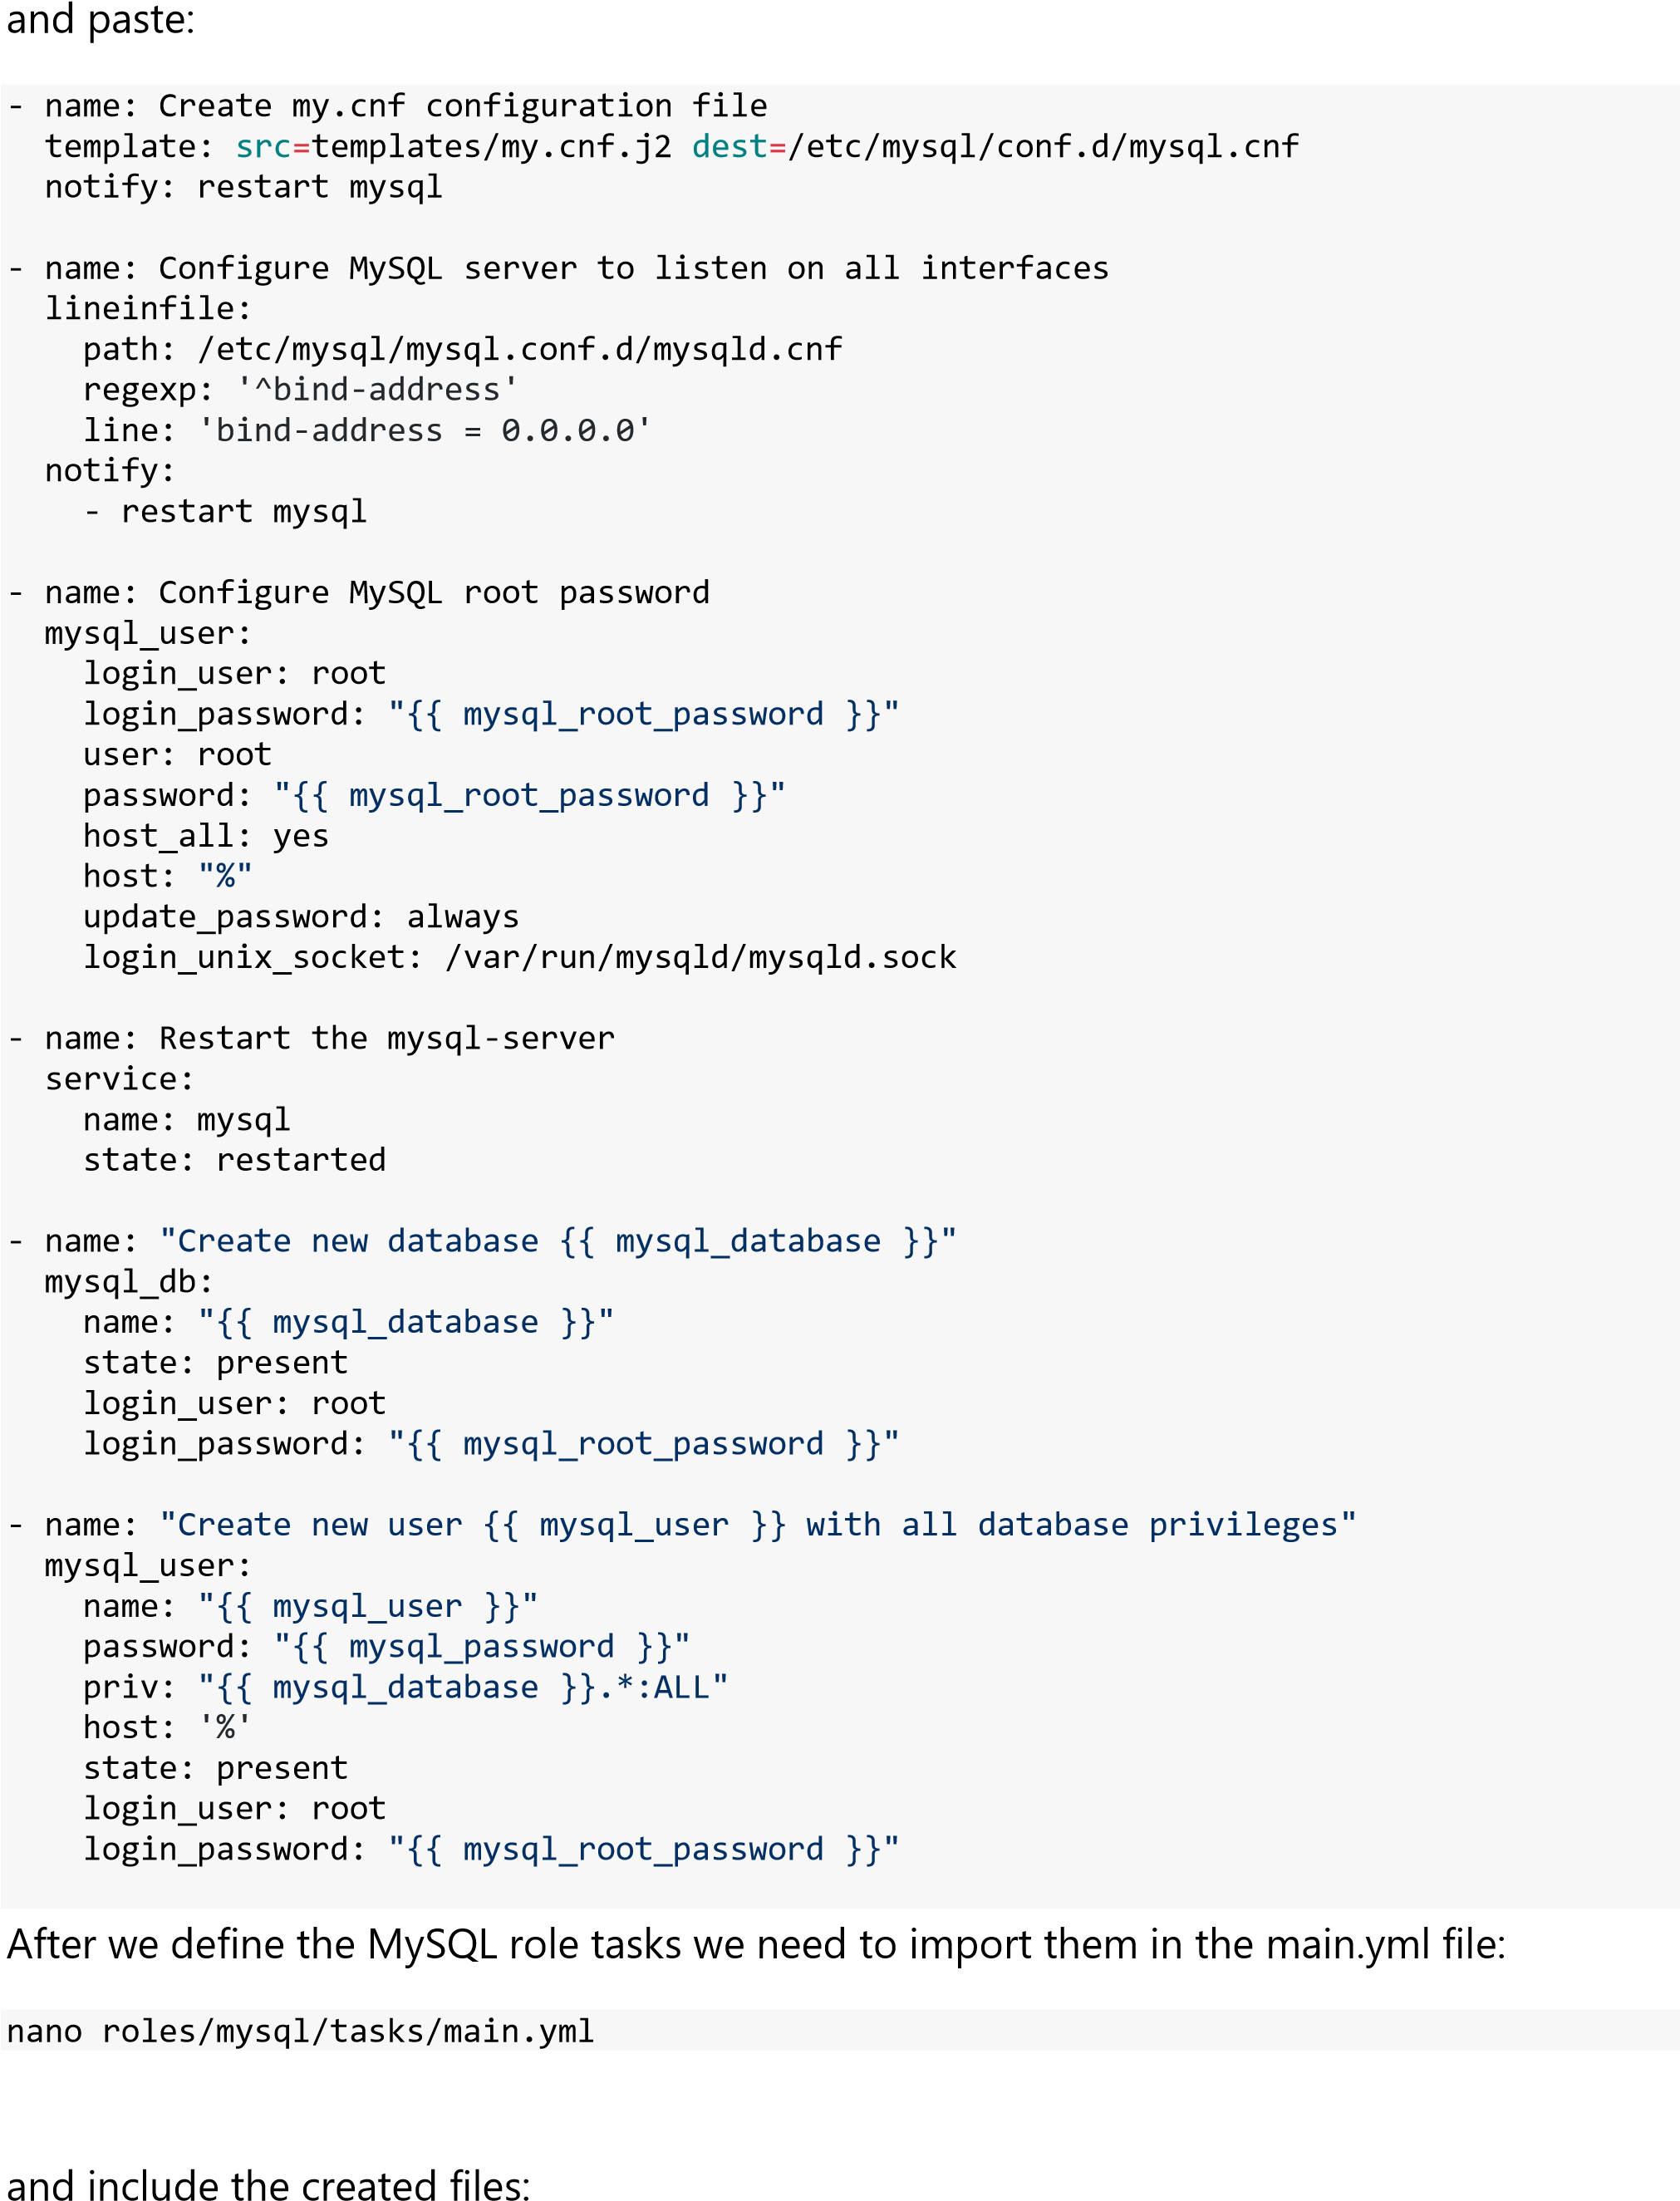 and paste:
- name: Create my.cnf configuration file
  template: src=templates/my.cnf.j2 dest=/etc/mysql/conf.d/mysql.cnf
  notify: restart mysql

- name: Configure MySQL server to listen on all interfaces
  lineinfile:
    path: /etc/mysql/mysql.conf.d/mysqld.cnf
    regexp: '^bind-address'
    line: 'bind-address = 0.0.0.0'
  notify:
    - restart mysql

- name: Configure MySQL root password
  mysql_user:
    login_user: root
    login_password: "{{ mysql_root_password }}"
    user: root
    password: "{{ mysql_root_password }}"
    host_all: yes
    host: "%"
    update_password: always
    login_unix_socket: /var/run/mysqld/mysqld.sock

- name: Restart the mysql-server
  service:
    name: mysql
    state: restarted

- name: "Create new database {{ mysql_database }}"
  mysql_db:
    name: "{{ mysql_database }}"
    state: present
    login_user: root
    login_password: "{{ mysql_root_password }}"

- name: "Create new user {{ mysql_user }} with all database privileges"
  mysql_user:
    name: "{{ mysql_user }}"
    password: "{{ mysql_password }}"
    priv: "{{ mysql_database }}.*:ALL"
    host: '%'
    state: present
    login_user: root
    login_password: "{{ mysql_root_password }}"

After we define the MySQL role tasks we need to import them in the main.yml file:
nano roles/mysql/tasks/main.yml
and include the created files: